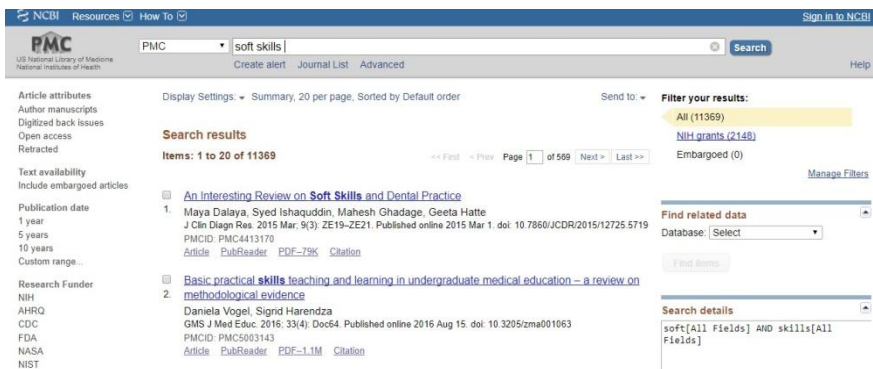 NCBI Resources How To Sign in to NCBI
PMC
US National Library of Medicine
National Institutes of Health
PMC soft skills Search
Create alert Journal List Advanced Help
Article attributes
Author manuscripts
Digitized back issues
Open access
Retracted
Text availability
Include embargoed articles
Publication date
1 year
5 years
10 years
Custom range...
Research Funder
NIH
AHRQ
CDC
FDA
NASA
NIST
Display Settings: Summary, 20 per page, Sorted by Default order Send to:
Search results
Items: 1 to 20 of 11369 << First < Prev Page 1 of 569 Next > Last >>
An Interesting Review on Soft Skills and Dental Practice
1. Maya Dalaya, Syed Ishaquddin, Mahesh Ghadage, Geeta Hatte
J Clin Diagn Res. 2015 Mar; 9(3): ZE19–ZE21. Published online 2015 Mar 1. doi: 10.7860/JCDR/2015/12725.5719
PMCID: PMC4413170
Article PubReader PDF–79K Citation
Basic practical skills teaching and learning in undergraduate medical education – a review on
2. methodological evidence
Daniela Vogel, Sigrid Harendza
GMS J Med Educ. 2016; 33(4): Doc64. Published online 2016 Aug 15. doi: 10.3205/zma001063
PMCID: PMC5003143
Article PubReader PDF–1.1M Citation
Filter your results:
All (11369)
NIH grants (2148)
Embargoed (0)
Manage Filters
Find related data
Database: Select
Find items
Search details
soft[All Fields] AND skills[All
Fields]